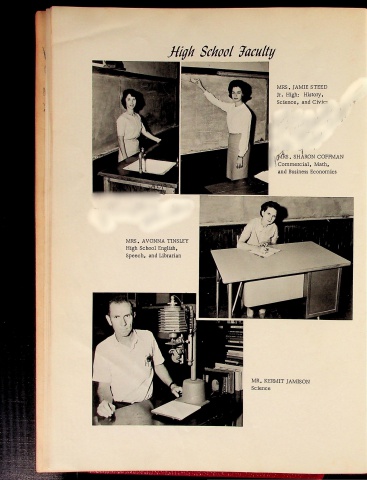 High School Faculty
MRS. JAMIE STEED
Jr. High: History,
Science, and Civics
MRS. SHARON COFFMAN
Commercial, Math,
and Business Economics
MRS. AVONNA TINSLEY
High School English,
Speech, and Librarian
MR. KERMIT JAMISON
Science